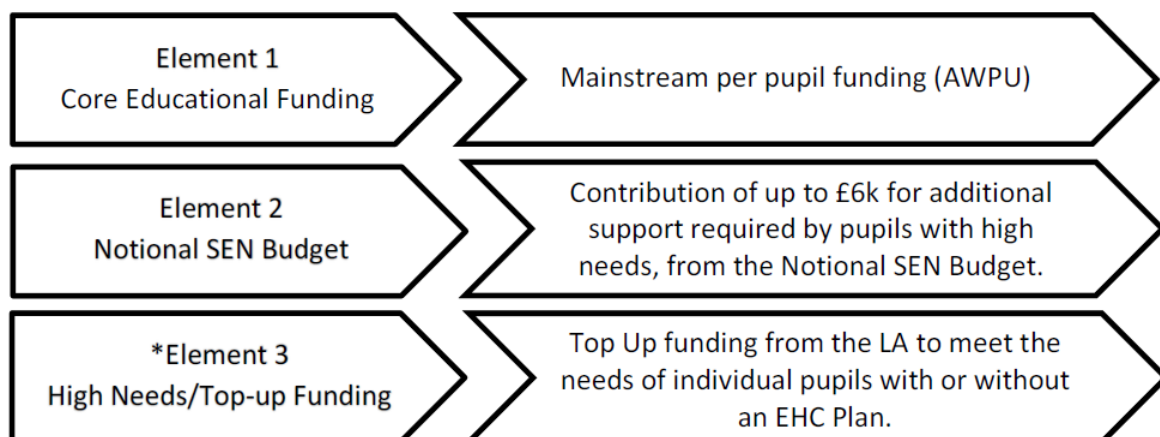 Element 1
Core Educational Funding
Mainstream per pupil funding (AWPU)
Element 2
Notional SEN Budget
Contribution of up to £6k for additional
support required by pupils with high
needs, from the Notional SEN Budget.
*Element 3
High Needs/Top-up Funding
Top Up funding from the LA to meet the
needs of individual pupils with or without
an EHC Plan.